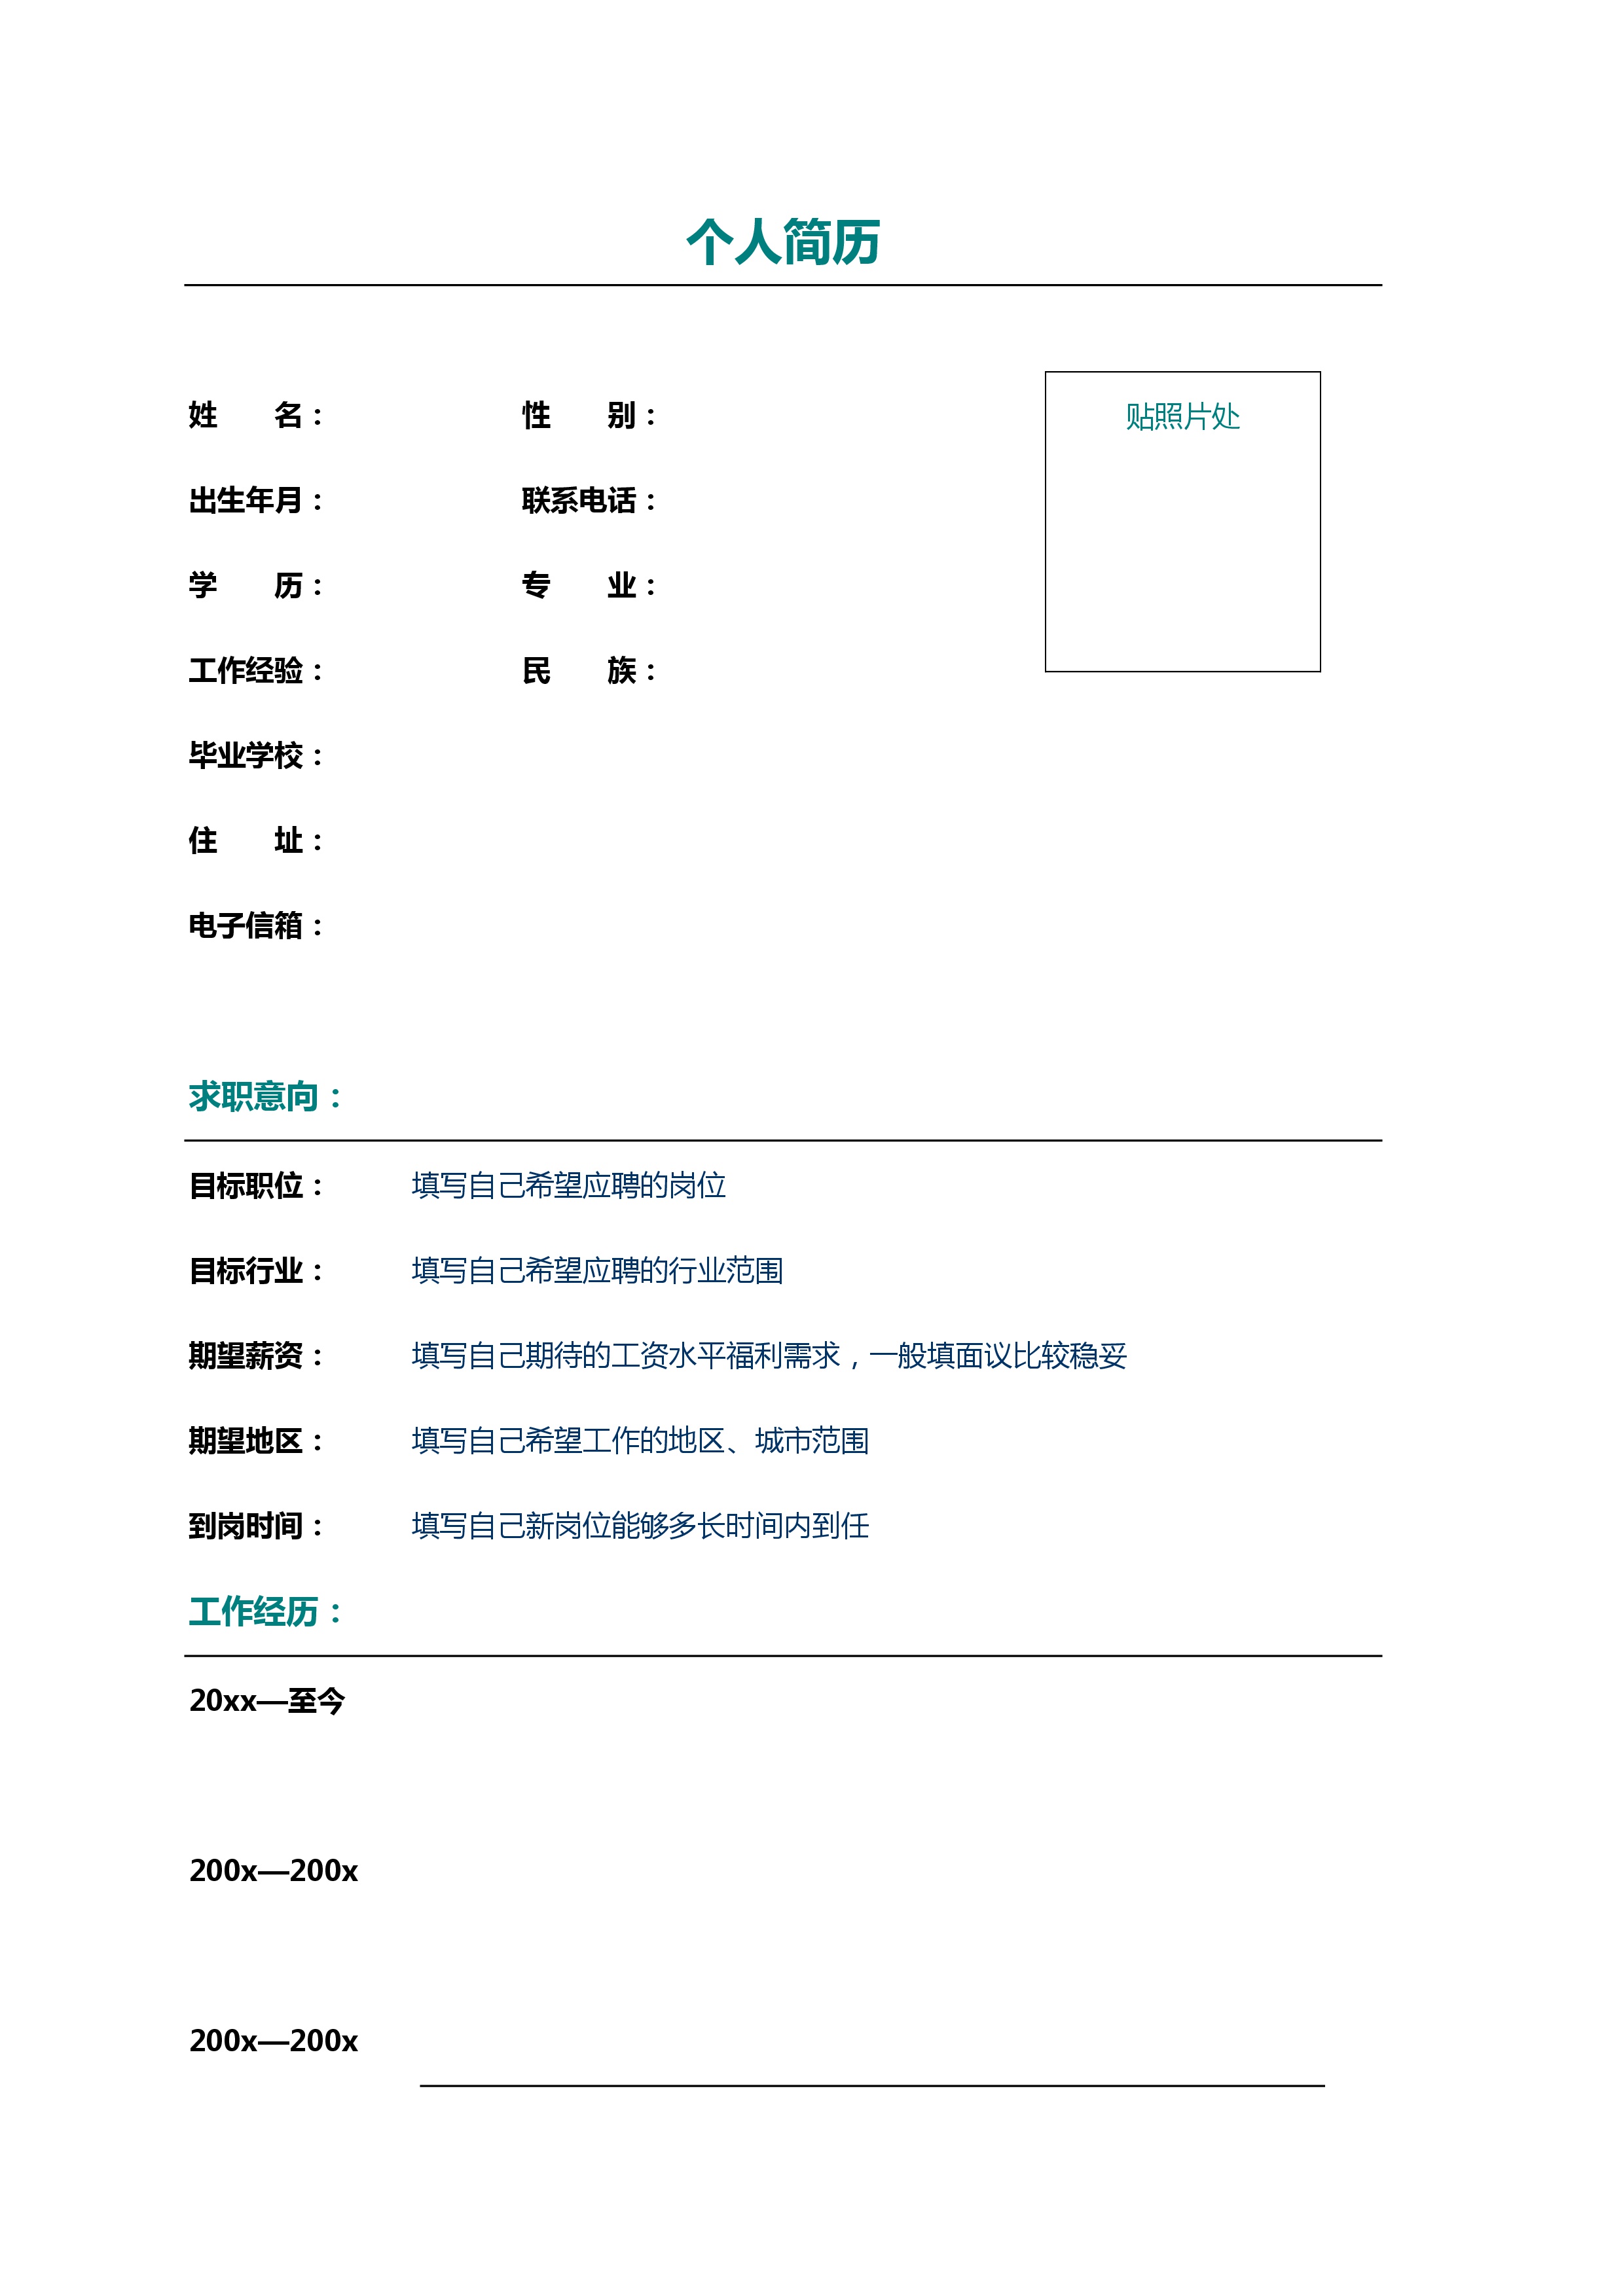 个人简历
姓　　名： 性　　别： 贴照片处
出生年月： 联系电话：
学　　历： 专　　业：
工作经验： 民　　族：
毕业学校：
住　　址：
电子信箱：
求职意向：
目标职位： 填写自己希望应聘的岗位
目标行业： 填写自己希望应聘的行业范围
期望薪资： 填写自己期待的工资水平福利需求，一般填面议比较稳妥
期望地区： 填写自己希望工作的地区、城市范围
到岗时间： 填写自己新岗位能够多长时间内到任
工作经历：
20xx—至今
200x—200x
200x—200x